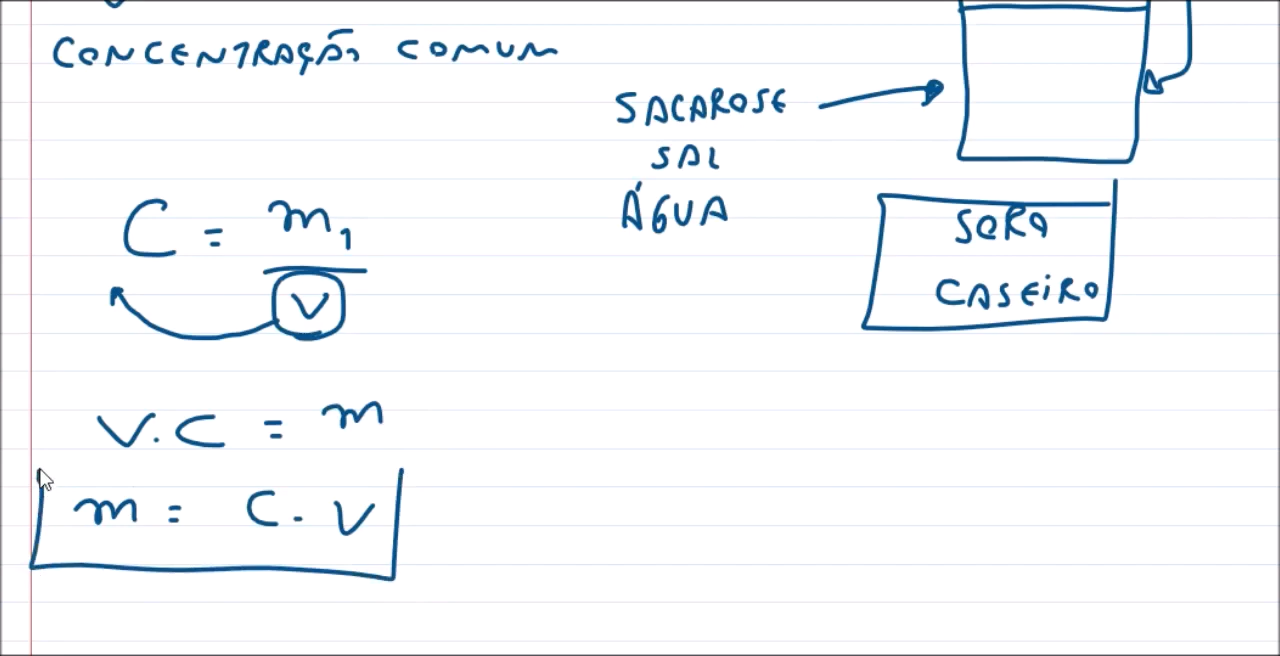 CONCENTRAÇÃO COMUM
SACAROSE
SAL
ÁGUA
C = m1
V
V.C = m
m = C . V
SORO
CASEIRO